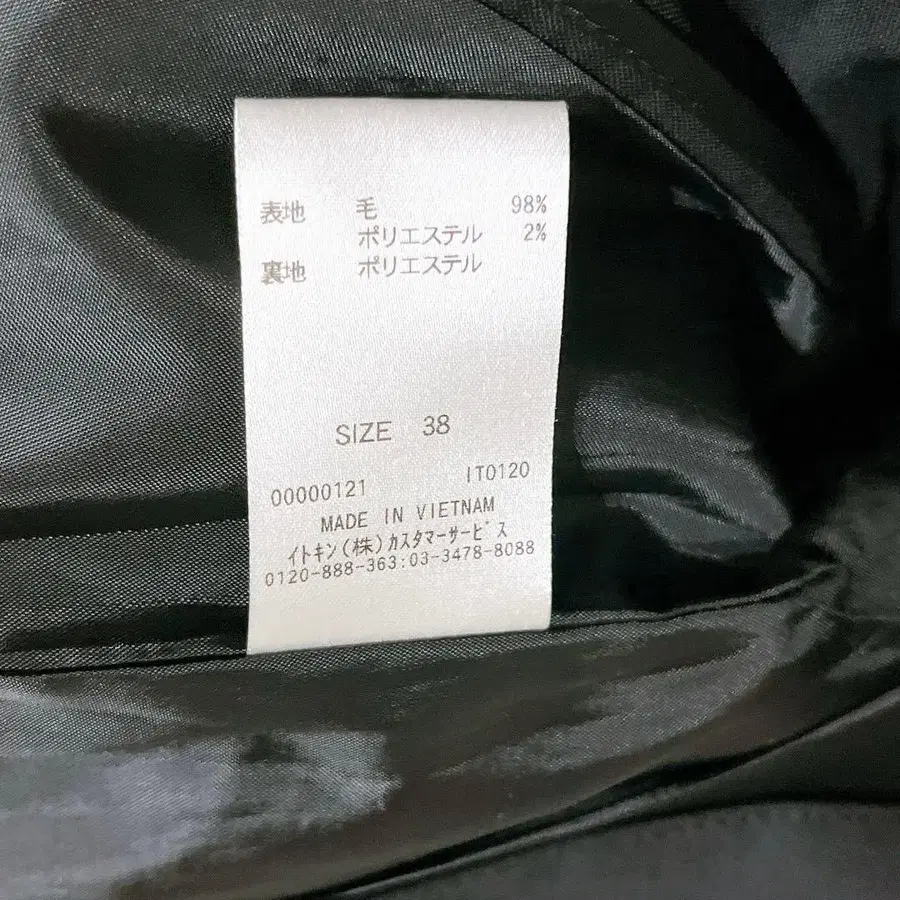 表地 毛 98%
ポリエステル 2%
裏地 ポリエステル
SIZE 38
00000121 IT0120
MADE IN VIETNAM
イトキン(株)カスタマーサービス
0120-888-363:03-3478-8088